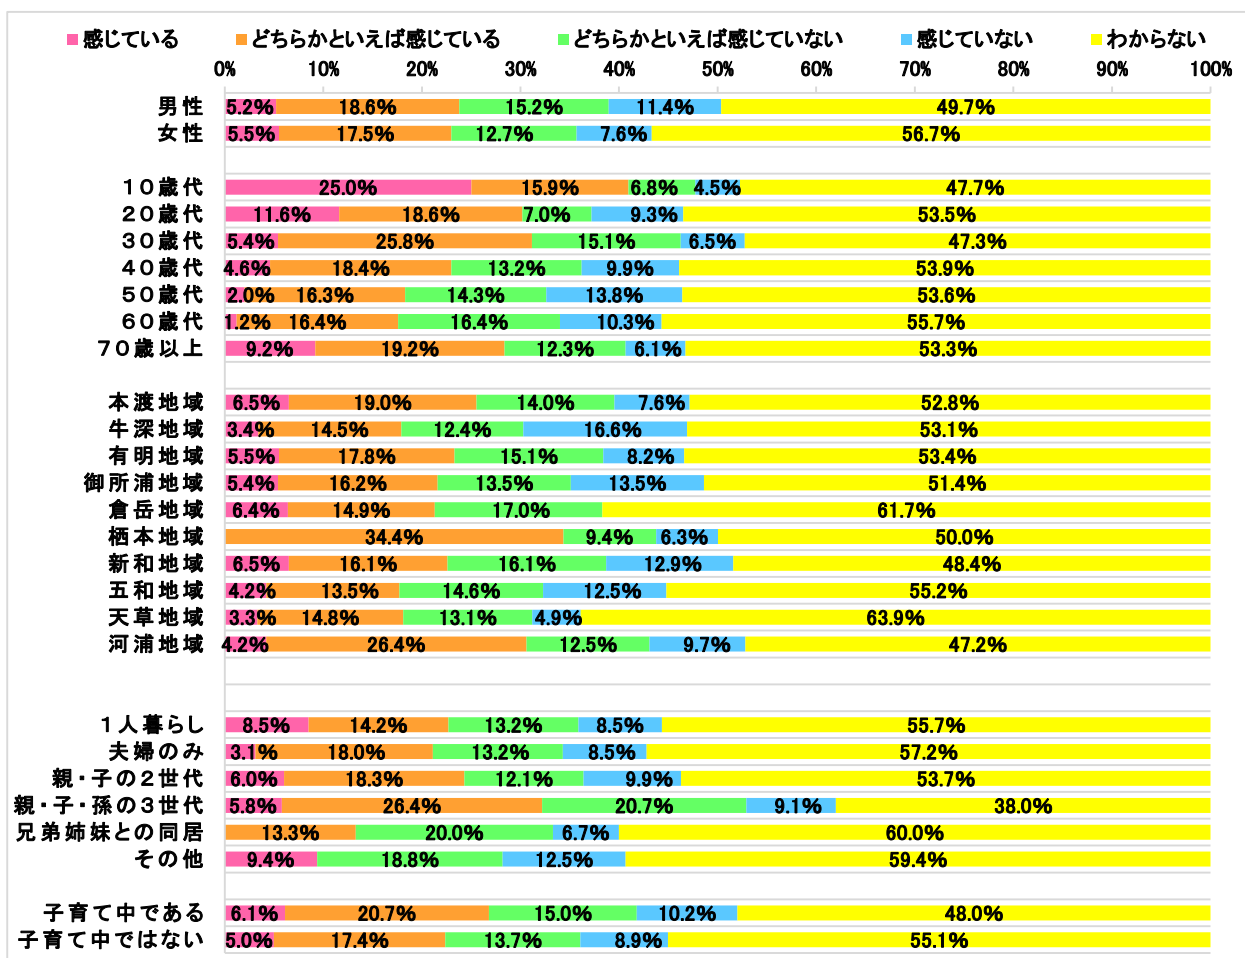 感じている どちらかといえば感じている どちらかといえば感じていない 感じていない わからない
0% 10% 20% 30% 40% 50% 60% 70% 80% 90% 100%
男性 5.2% 18.6% 15.2% 11.4% 49.7%
女性 5.5% 17.5% 12.7% 7.6% 56.7%
10歳代 25.0% 15.9% 6.8% 4.5% 47.7%
20歳代 11.6% 18.6% 7.0% 9.3% 53.5%
30歳代 5.4% 25.8% 15.1% 6.5% 47.3%
40歳代 4.6% 18.4% 13.2% 9.9% 53.9%
50歳代 2.0% 16.3% 14.3% 13.8% 53.6%
60歳代 1.2% 16.4% 16.4% 10.3% 55.7%
70歳以上 9.2% 19.2% 12.3% 6.1% 53.3%
本渡地域 6.5% 19.0% 14.0% 7.6% 52.8%
牛深地域 3.4% 14.5% 12.4% 16.6% 53.1%
有明地域 5.5% 17.8% 15.1% 8.2% 53.4%
御所浦地域 5.4% 16.2% 13.5% 13.5% 51.4%
倉岳地域 6.4% 14.9% 17.0% 61.7%
栖本地域 34.4% 9.4% 6.3% 50.0%
新和地域 6.5% 16.1% 16.1% 12.9% 48.4%
五和地域 4.2% 13.5% 14.6% 12.5% 55.2%
天草地域 3.3% 14.8% 13.1% 4.9% 63.9%
河浦地域 4.2% 26.4% 12.5% 9.7% 47.2%
1人暮らし 8.5% 14.2% 13.2% 8.5% 55.7%
夫婦のみ 3.1% 18.0% 13.2% 8.5% 57.2%
親・子の2世代 6.0% 18.3% 12.1% 9.9% 53.7%
親・子・孫の3世代 5.8% 26.4% 20.7% 9.1% 38.0%
兄弟姉妹との同居 13.3% 20.0% 6.7% 60.0%
その他 9.4% 18.8% 12.5% 59.4%
子育て中である 6.1% 20.7% 15.0% 10.2% 48.0%
子育て中ではない 5.0% 17.4% 13.7% 8.9% 55.1%